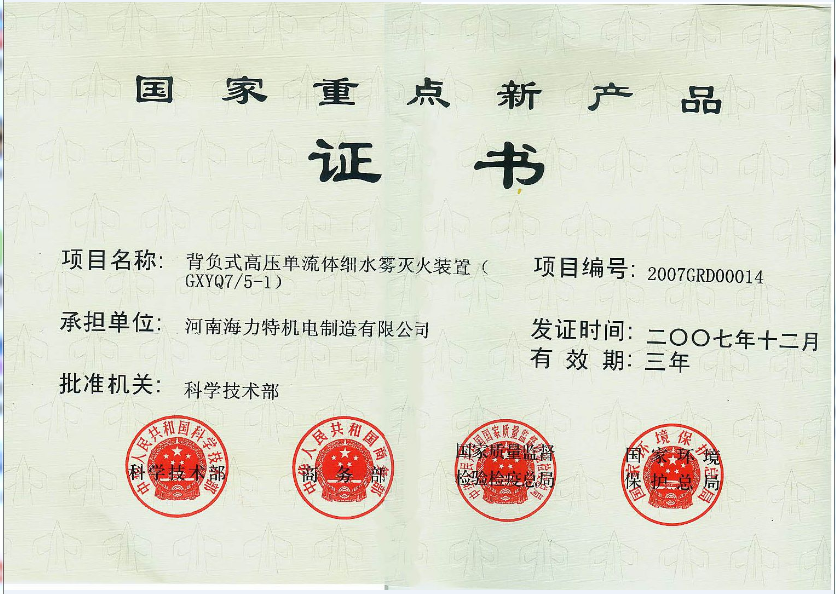 国家重点新产品
证书
项目名称: 背负式高压单流体细水雾灭火装置(
GXYQ7/5-1)
项目编号: 2007GRD00014
承担单位: 河南海力特机电制造有限公司
发证时间: 二〇〇七年十二月
有效期: 三年
批准机关: 科学技术部
中华人民共和国科学技术部
科学技术部
中华人民共和国商务部
商务部
国家质量监督
检验检疫总局
国家环境保护总局
国家环境
保护总局